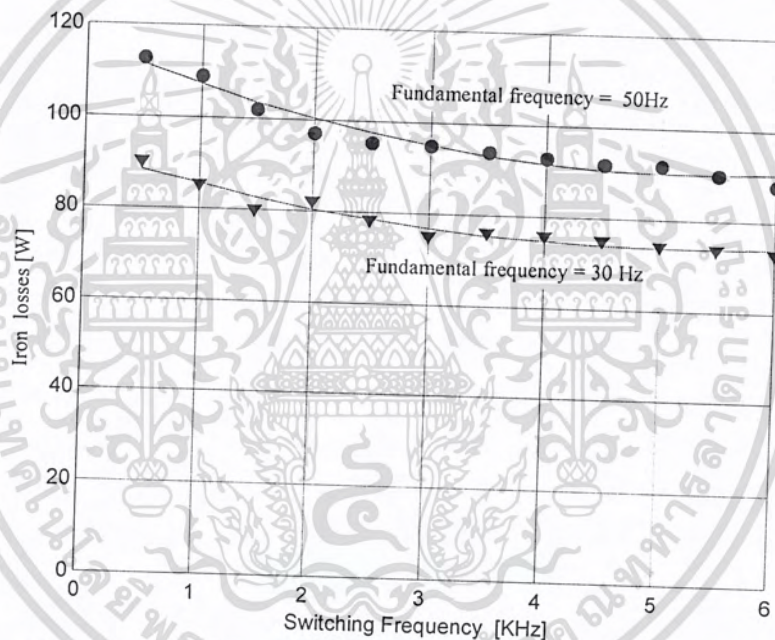 120
100
80
60
40
20
0
Iron losses [W]
Fundamental frequency = 50Hz
Fundamental frequency = 30 Hz
0 1 2 3 4 5 6
Switching Frequency [KHz]